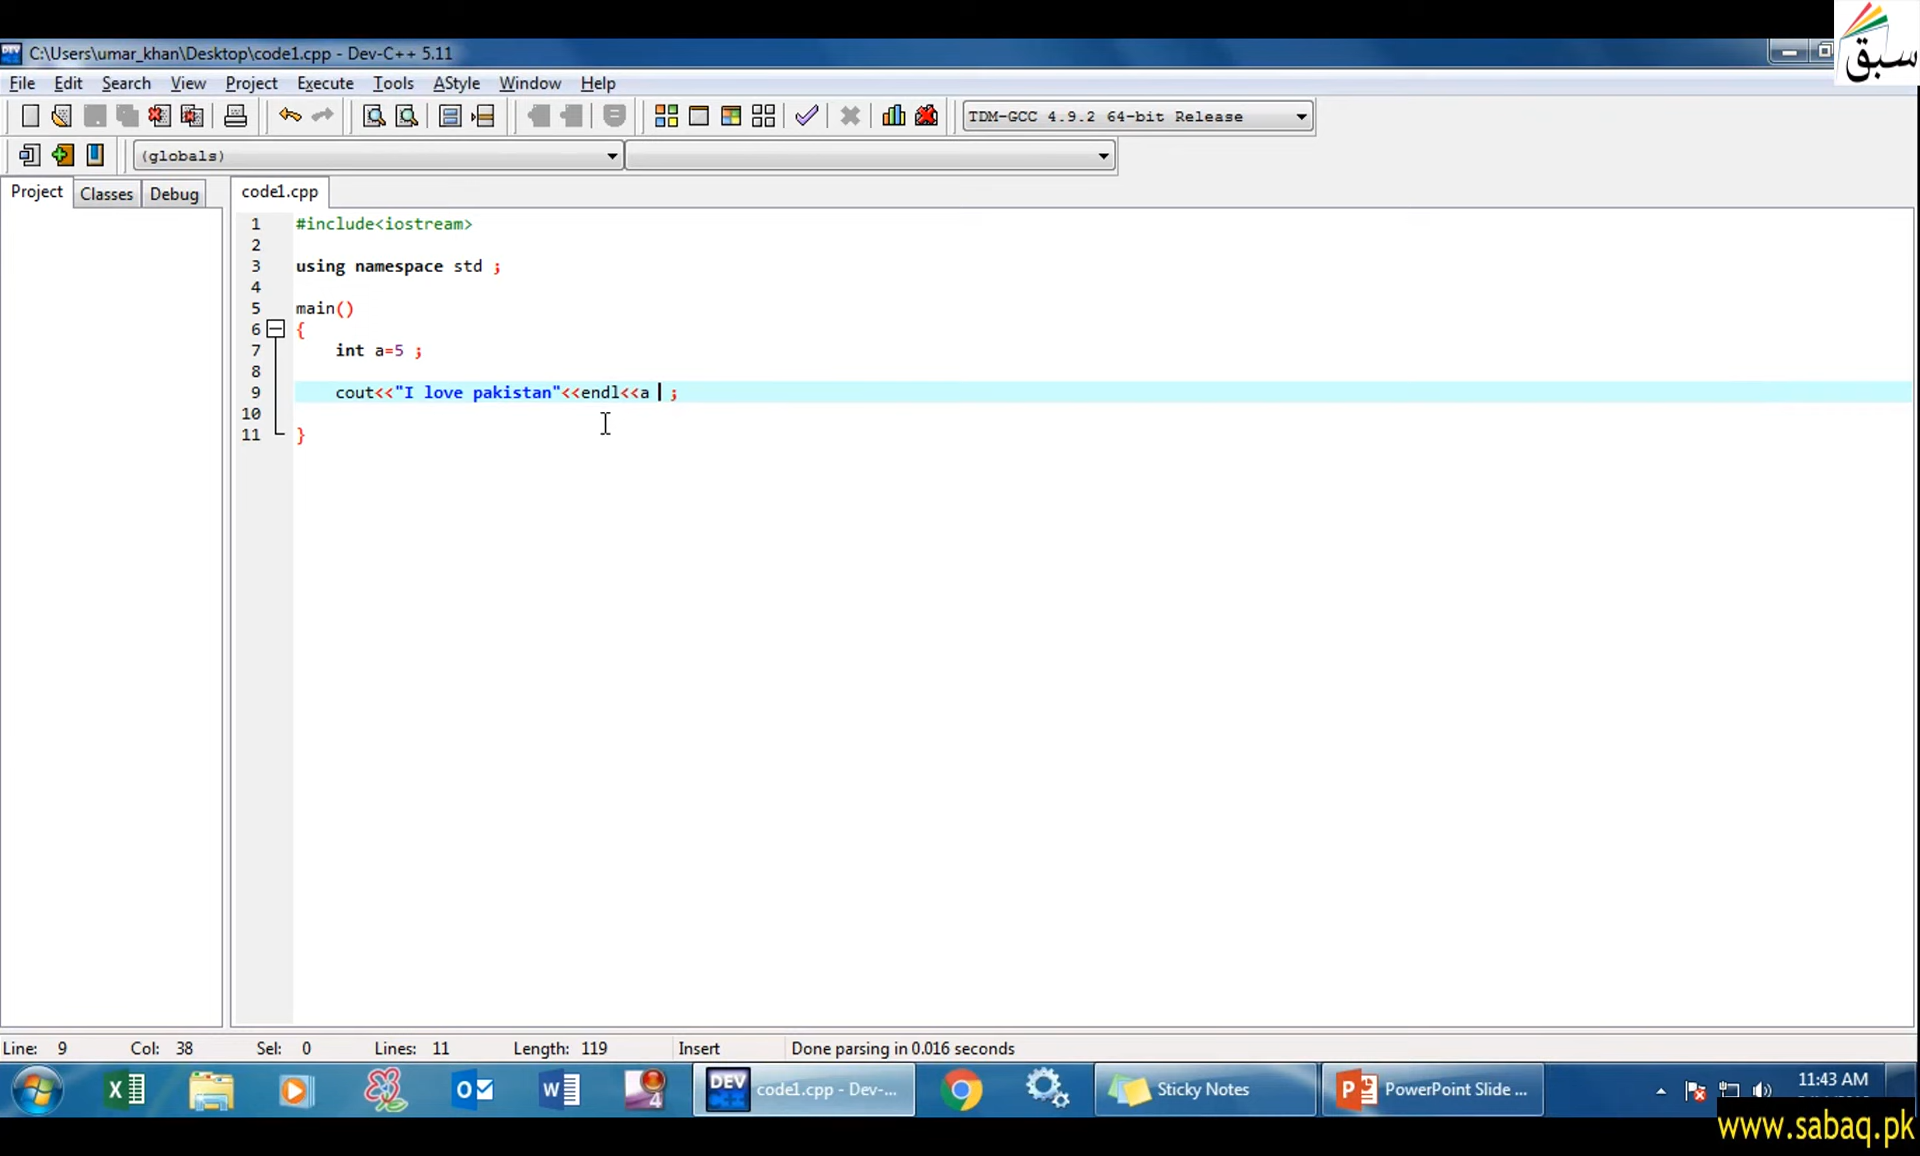 سبق
C:\Users\umar_khan\Desktop\code1.cpp - Dev-C++ 5.11
File Edit Search View Project Execute Tools AStyle Window Help
TDM-GCC 4.9.2 64-bit Release
(globals)
Project Classes Debug
code1.cpp
1 #include<iostream>
2
3 using namespace std ;
4
5 main()
6 {
7 int a=5 ;
8
9 cout<<"I love pakistan"<<endl<<a ;
10
11 }
Line: 9 Col: 38 Sel: 0 Lines: 11 Length: 119 Insert Done parsing in 0.016 seconds
DEV C++ code1.cpp - Dev-... Sticky Notes PowerPoint Slide ... 11:43 AM
www.sabaq.pk